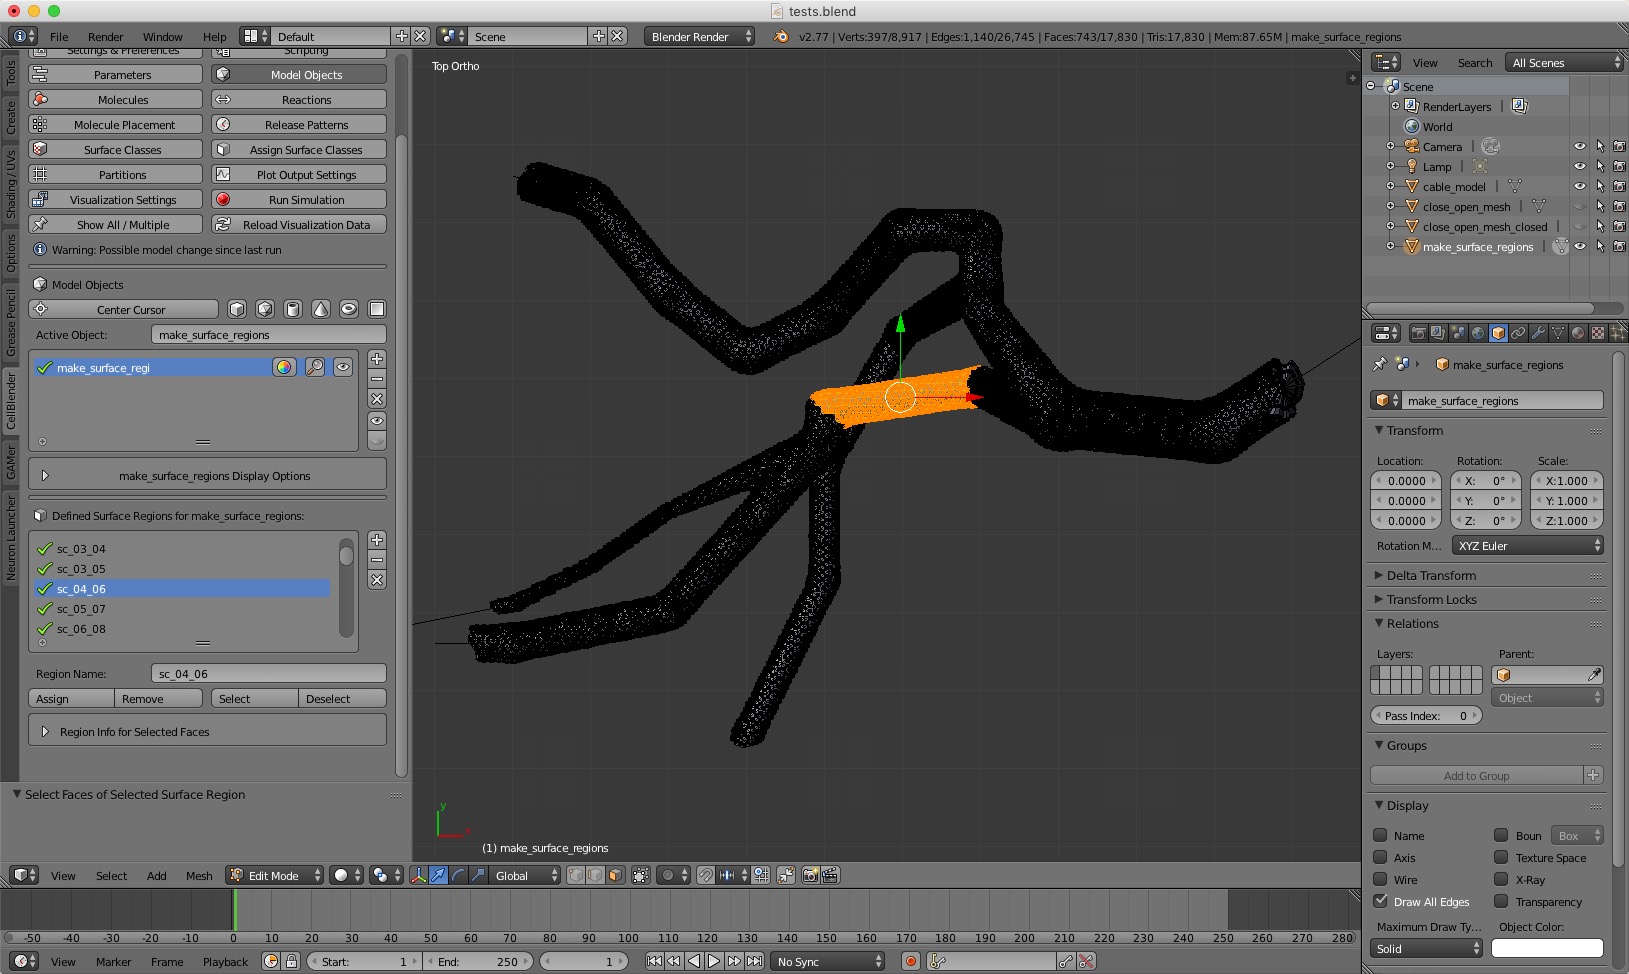 tests.blend
File Render Window Help Default Scene Blender Render v2.77 | Verts:397/8,917 | Edges:1,140/26,745 | Faces:743/17,830 | Tris:17,830 | Mem:87.65M | make_surface_regions
Tools
Create
Shading / UVs
Options
Grease Pencil
CellBlender
GAMer
Neuron Launcher
Settings & Preferences Scripting
Parameters Model Objects
Molecules Reactions
Molecule Placement Release Patterns
Surface Classes Assign Surface Classes
Partitions Plot Output Settings
Visualization Settings Run Simulation
Show All / Multiple Reload Visualization Data
Warning: Possible model change since last run
Model Objects
Center Cursor
Active Object: make_surface_regions
make_surface_regi
make_surface_regions Display Options
Defined Surface Regions for make_surface_regions:
sc_03_04
sc_03_05
sc_04_06
sc_05_07
sc_06_08
Region Name: sc_04_06
Assign Remove Select Deselect
Region Info for Selected Faces
Select Faces of Selected Surface Region
Top Ortho
y
x
(1) make_surface_regions
View Select Add Mesh Edit Mode Global
View Search All Scenes
Scene
RenderLayers
World
Camera
Lamp
cable_model
close_open_mesh
close_open_mesh_closed
make_surface_regions
make_surface_regions
make_surface_regions
Transform
Location: Rotation: Scale:
0.0000 X: 0° X:1.000
0.0000 Y: 0° Y:1.000
0.0000 Z: 0° Z:1.000
Rotation M... XYZ Euler
Delta Transform
Transform Locks
Relations
Layers: Parent:
Object
Pass Index: 0
Groups
Add to Group
Display
Name Boun Box
Axis Texture Space
Wire X-Ray
Draw All Edges Transparency
Maximum Draw Ty... Object Color:
Solid
-50 -40 -30 -20 -10 0 10 20 30 40 50 60 70 80 90 100 110 120 130 140 150 160 170 180 190 200 210 220 230 240 250 260 270 280
View Marker Frame Playback Start: 1 End: 250 1 No Sync